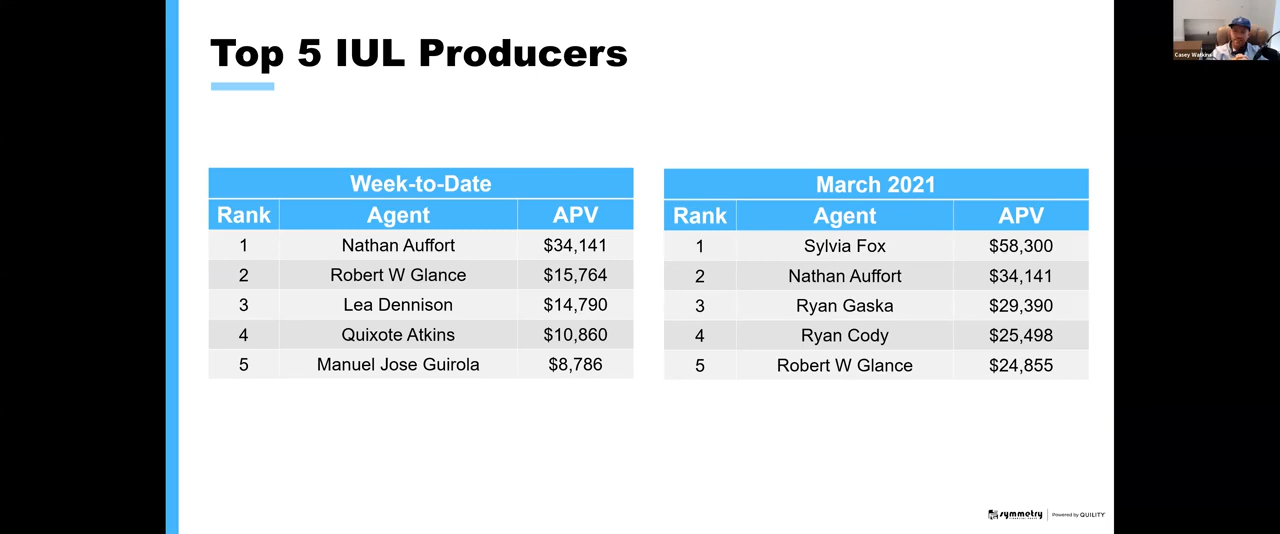 Top 5 IUL Producers
Casey Watkins
Week-to-Date
Rank Agent APV
1 Nathan Auffort $34,141
2 Robert W Glance $15,764
3 Lea Dennison $14,790
4 Quixote Atkins $10,860
5 Manuel Jose Guirola $8,786
March 2021
Rank Agent APV
1 Sylvia Fox $58,300
2 Nathan Auffort $34,141
3 Ryan Gaska $29,390
4 Ryan Cody $25,498
5 Robert W Glance $24,855
symmetry
Powered by QUILITY